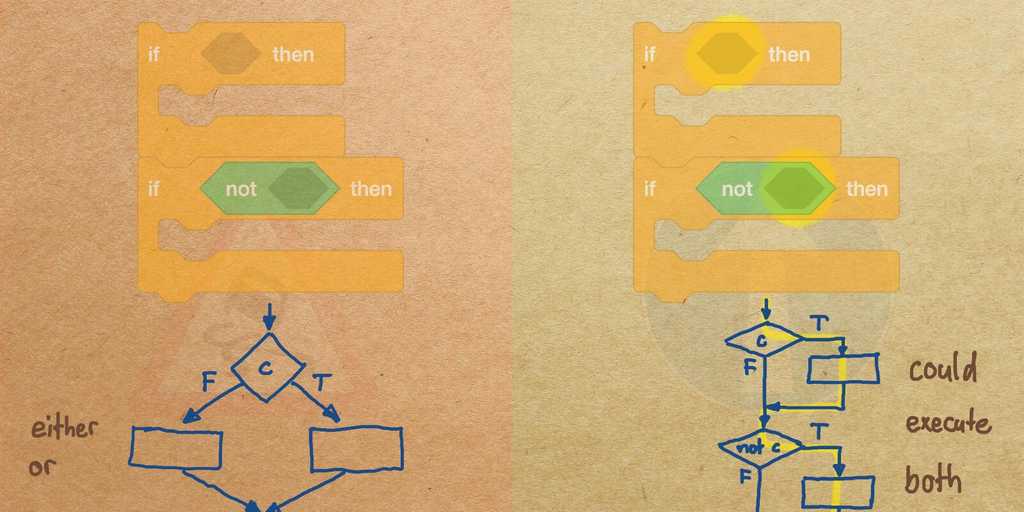 if then
if not then
C
F T
either
or
if then
if not then
T
C
F
could
execute
T
not C
F
both